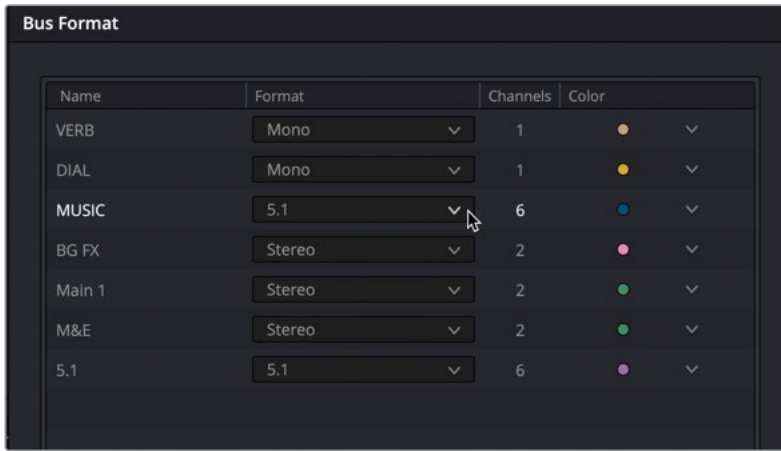 Bus Format
Name Format Channels Color
VERB Mono 1
DIAL Mono 1
MUSIC 5.1 6
BG FX Stereo 2
Main 1 Stereo 2
M&E Stereo 2
5.1 5.1 6